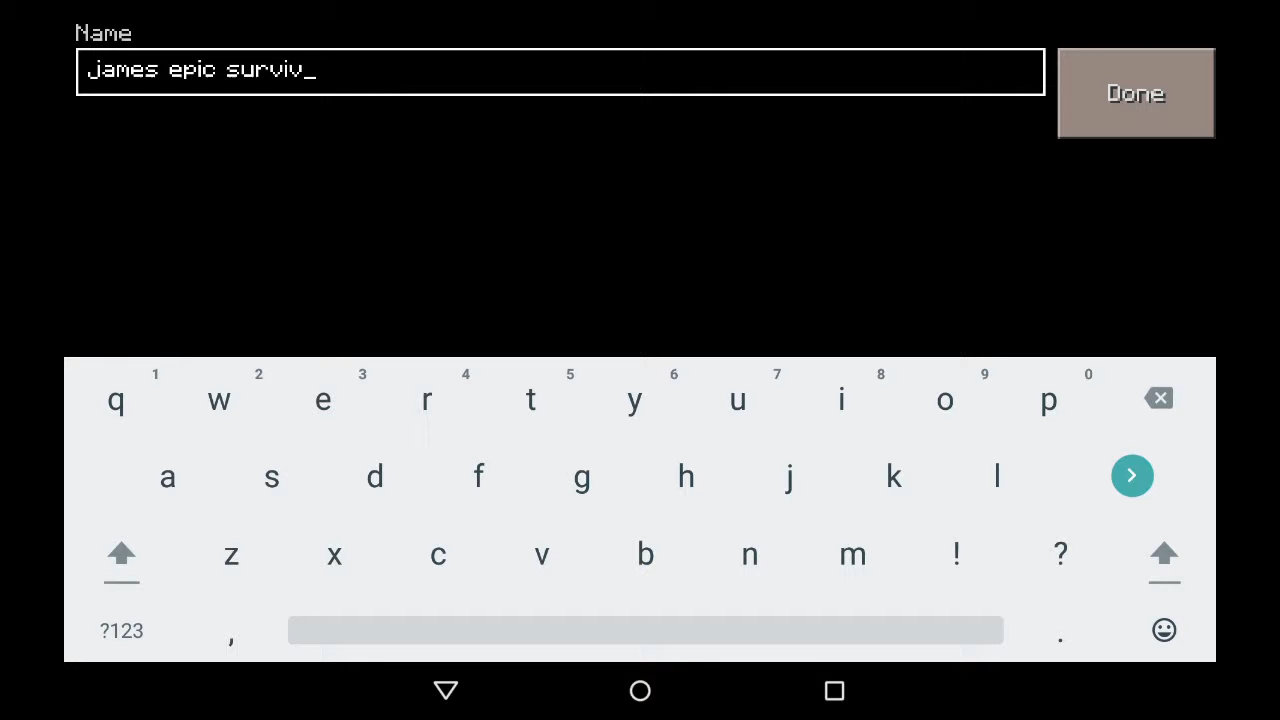 Name
james epic surviv_
Done
1 2 3 4 5 6 7 8 9 0
q w e r t y u i o p
a s d f g h j k l
z x c v b n m ! ?
?123 , .